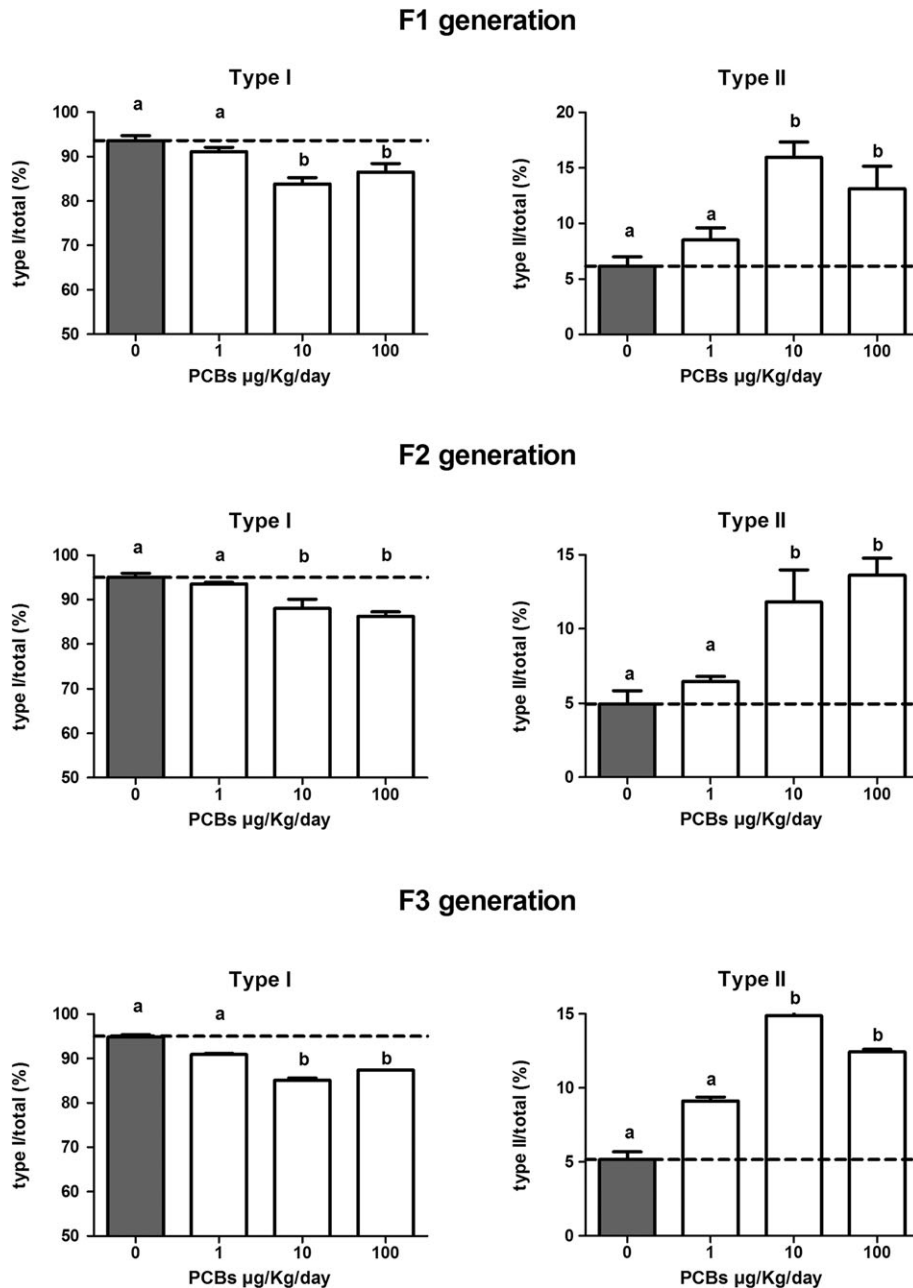 F1 generation
Type I
type I/total (%)
100
90
80
70
60
50
a
a
b
b
0
1
10
100
PCBs µg/Kg/day
Type II
type II/total (%)
20
15
10
5
0
a
a
b
b
0
1
10
100
PCBs µg/Kg/day
F2 generation
Type I
type I/total (%)
100
90
80
70
60
50
a
a
b
b
0
1
10
100
PCBs µg/Kg/day
Type II
type II/total (%)
15
10
5
0
a
a
b
b
0
1
10
100
PCBs µg/Kg/day
F3 generation
Type I
type I/total (%)
100
90
80
70
60
50
a
a
b
b
0
1
10
100
PCBs µg/Kg/day
Type II
type II/total (%)
15
10
5
0
a
a
b
b
0
1
10
100
PCBs µg/Kg/day